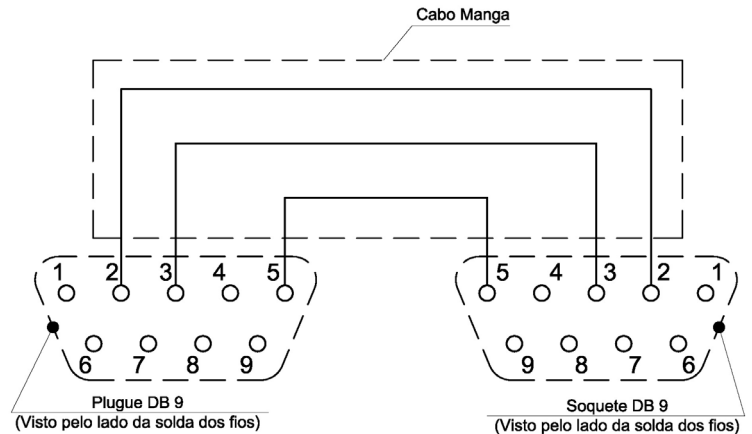 Cabo Manga
1 2 3 4 5
5 4 3 2 1
6 7 8 9
9 8 7 6
Plugue DB 9
(Visto pelo lado da solda dos fios)
Soquete DB 9
(Visto pelo lado da solda dos fios)